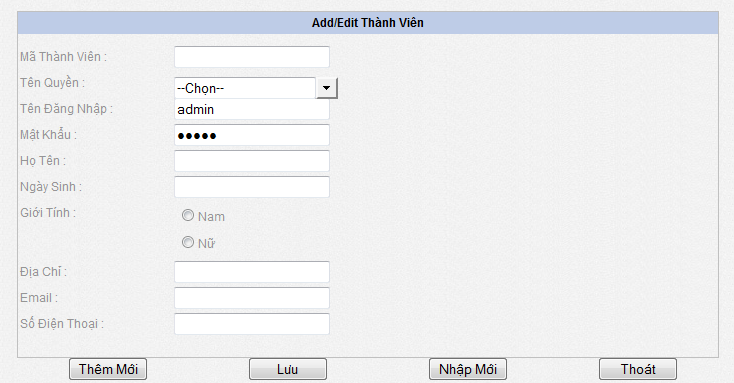 Add/Edit Thành Viên
Mã Thành Viên :
Tên Quyền : --Chọn--
Tên Đăng Nhập : admin
Mật Khẩu : ●●●●●
Họ Tên :
Ngày Sinh :
Giới Tính : Nam
Nữ
Địa Chỉ :
Email :
Số Điện Thoại :
Thêm Mới Lưu Nhập Mới Thoát